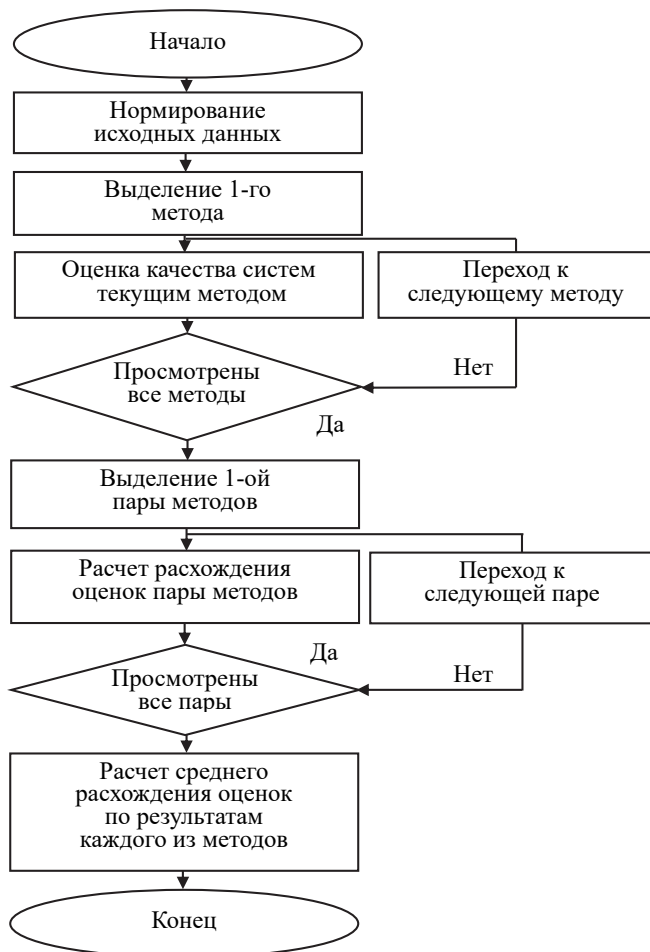 Начало
Нормирование
исходных данных
Выделение 1-го
метода
Оценка качества систем
текущим методом
Переход к
следующему методу
Просмотрены
все методы
Нет
Да
Выделение 1-ой
пары методов
Расчет расхождения
оценок пары методов
Переход к
следующей паре
Да
Просмотрены
все пары
Нет
Расчет среднего
расхождения оценок
по результатам
каждого из методов
Конец